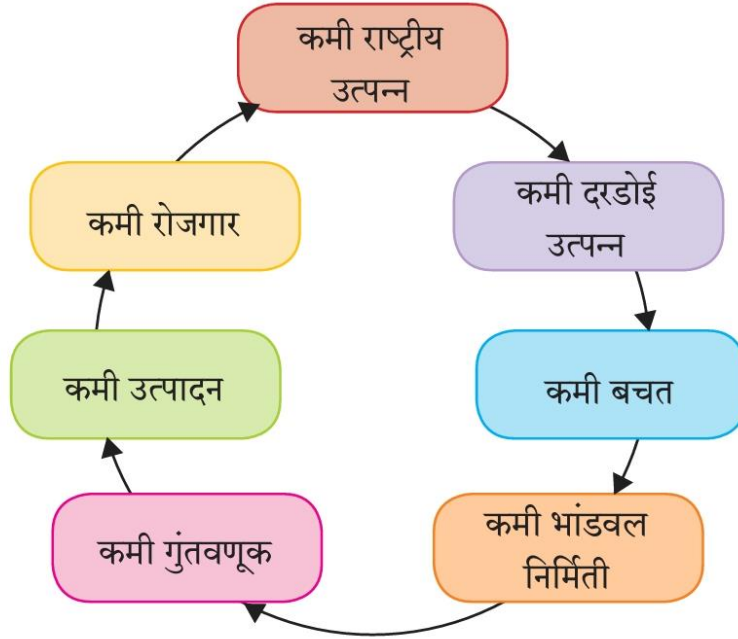 कमी राष्ट्रीय
उत्पन्न
कमी दरडोई
उत्पन्न
कमी बचत
कमी भांडवल
निर्मिती
कमी गुंतवणूक
कमी उत्पादन
कमी रोजगार